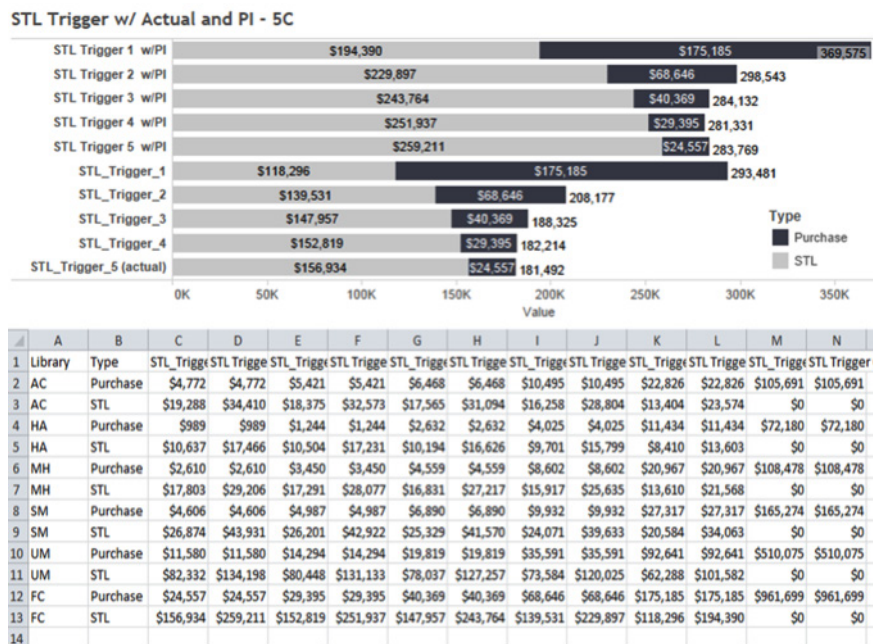 STL Trigger w/ Actual and PI - 5C
STL Trigger 1 w/PI $194,390 $175,185 369,575
STL Trigger 2 w/PI $229,897 $68,646 298,543
STL Trigger 3 w/PI $243,764 $40,369 284,132
STL Trigger 4 w/PI $251,937 $29,395 281,331
STL Trigger 5 w/PI $259,211 $24,557 283,769
STL_Trigger_1 $118,296 $175,185 293,481
STL_Trigger_2 $139,531 $68,646 208,177
STL_Trigger_3 $147,957 $40,369 188,325
STL_Trigger_4 $152,819 $29,395 182,214
STL_Trigger_5 (actual) $156,934 $24,557 181,492
Type
Purchase
STL
0K 50K 100K 150K 200K 250K 300K 350K
Value
A B C D E F G H I J K L M N
1 Library Type STL_Trigge STL Trigge STL_Trigge STL Trigge STL_Trigge STL Trigge STL_Trigge STL Trigge STL_Trigge STL Trigge STL_Trigge STL Trigger
2 AC Purchase $4,772 $4,772 $5,421 $5,421 $6,468 $6,468 $10,495 $10,495 $22,826 $22,826 $105,691 $105,691
3 AC STL $19,288 $34,410 $18,375 $32,573 $17,565 $31,094 $16,258 $28,804 $13,404 $23,574 $0 $0
4 HA Purchase $989 $989 $1,244 $1,244 $2,632 $2,632 $4,025 $4,025 $11,434 $11,434 $72,180 $72,180
5 HA STL $10,637 $17,466 $10,504 $17,231 $10,194 $16,626 $9,701 $15,799 $8,410 $13,603 $0 $0
6 MH Purchase $2,610 $2,610 $3,450 $3,450 $4,559 $4,559 $8,602 $8,602 $20,967 $20,967 $108,478 $108,478
7 MH STL $17,803 $29,206 $17,291 $28,077 $16,831 $27,217 $15,917 $25,635 $13,610 $21,568 $0 $0
8 SM Purchase $4,606 $4,606 $4,987 $4,987 $6,890 $6,890 $9,932 $9,932 $27,317 $27,317 $165,274 $165,274
9 SM STL $26,874 $43,931 $26,201 $42,922 $25,329 $41,570 $24,071 $39,633 $20,584 $34,063 $0 $0
10 UM Purchase $11,580 $11,580 $14,294 $14,294 $19,819 $19,819 $35,591 $35,591 $92,641 $92,641 $510,075 $510,075
11 UM STL $82,332 $134,198 $80,448 $131,133 $78,037 $127,257 $73,584 $120,025 $62,288 $101,582 $0 $0
12 FC Purchase $24,557 $24,557 $29,395 $29,395 $40,369 $40,369 $68,646 $68,646 $175,185 $175,185 $961,699 $961,699
13 FC STL $156,934 $259,211 $152,819 $251,937 $147,957 $243,764 $139,531 $229,897 $118,296 $194,390 $0 $0
14